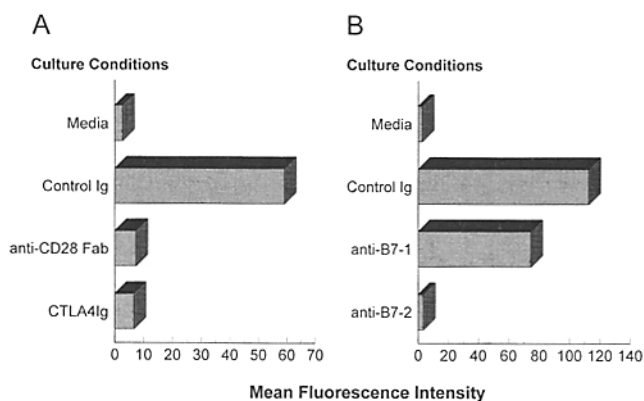 A
Culture Conditions
Media
Control Ig
anti-CD28 Fab
CTLA4Ig
0 10 20 30 40 50 60 70
B
Culture Conditions
Media
Control Ig
anti-B7-1
anti-B7-2
0 20 40 60 80 100 120 140
Mean Fluorescence Intensity